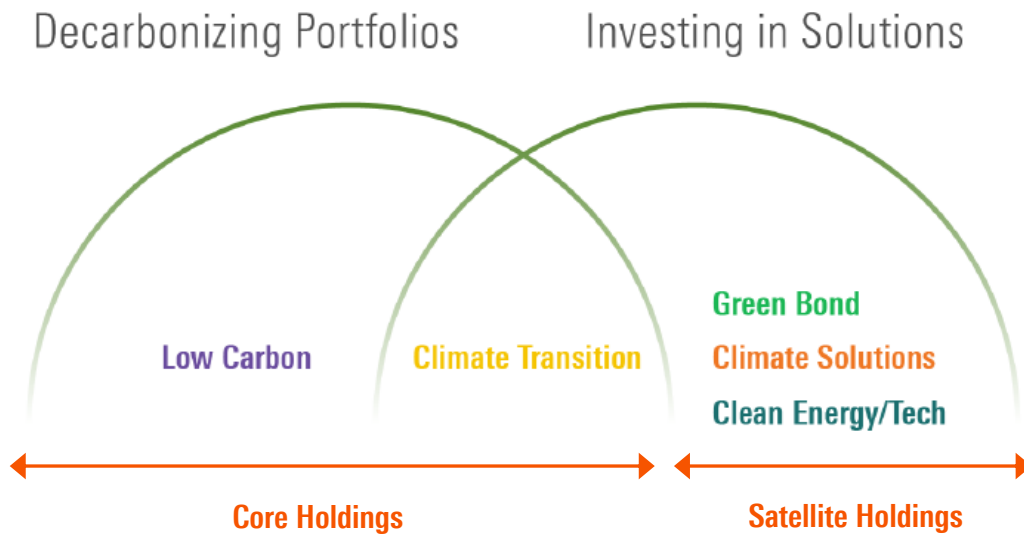 Decarbonizing Portfolios
Investing in Solutions
Low Carbon
Climate Transition
Green Bond
Climate Solutions
Clean Energy/Tech
Core Holdings
Satellite Holdings